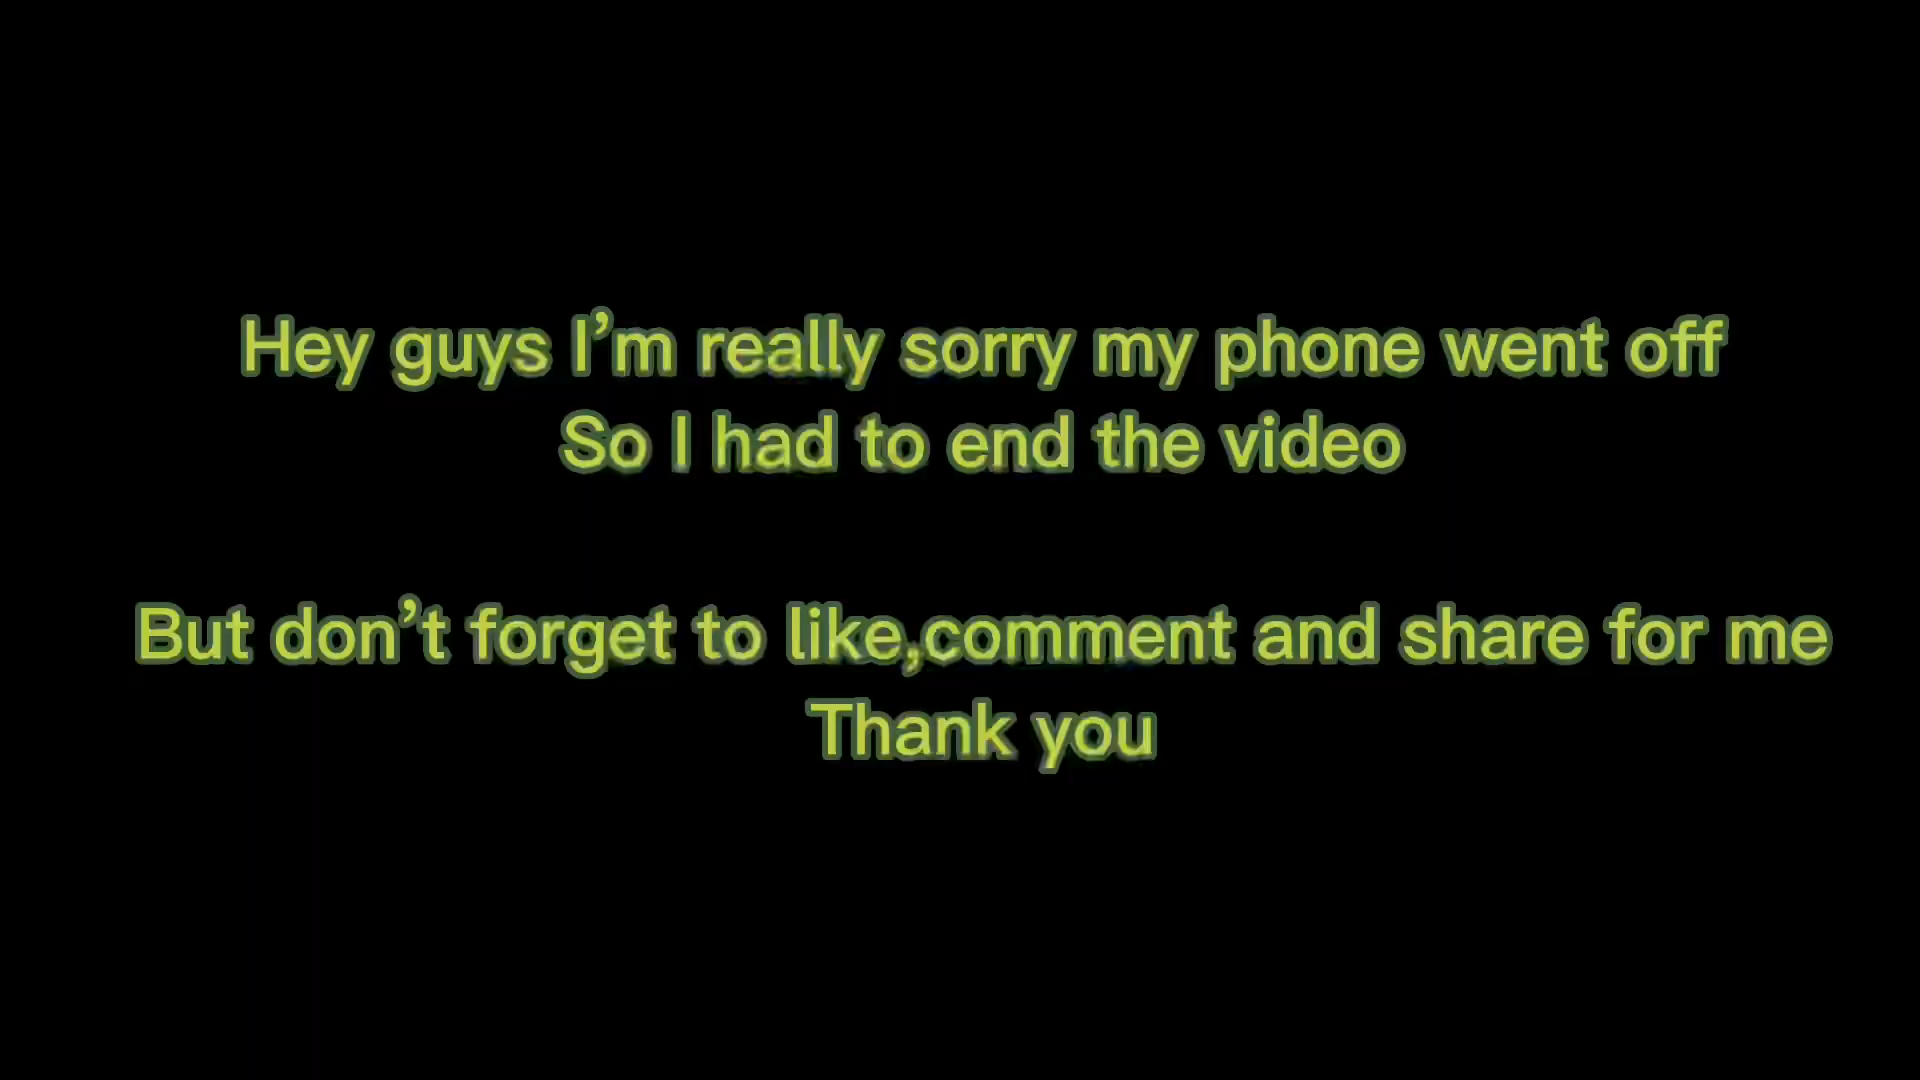 Hey guys I’m really sorry my phone went off
So I had to end the video
But don’t forget to like,comment and share for me
Thank you